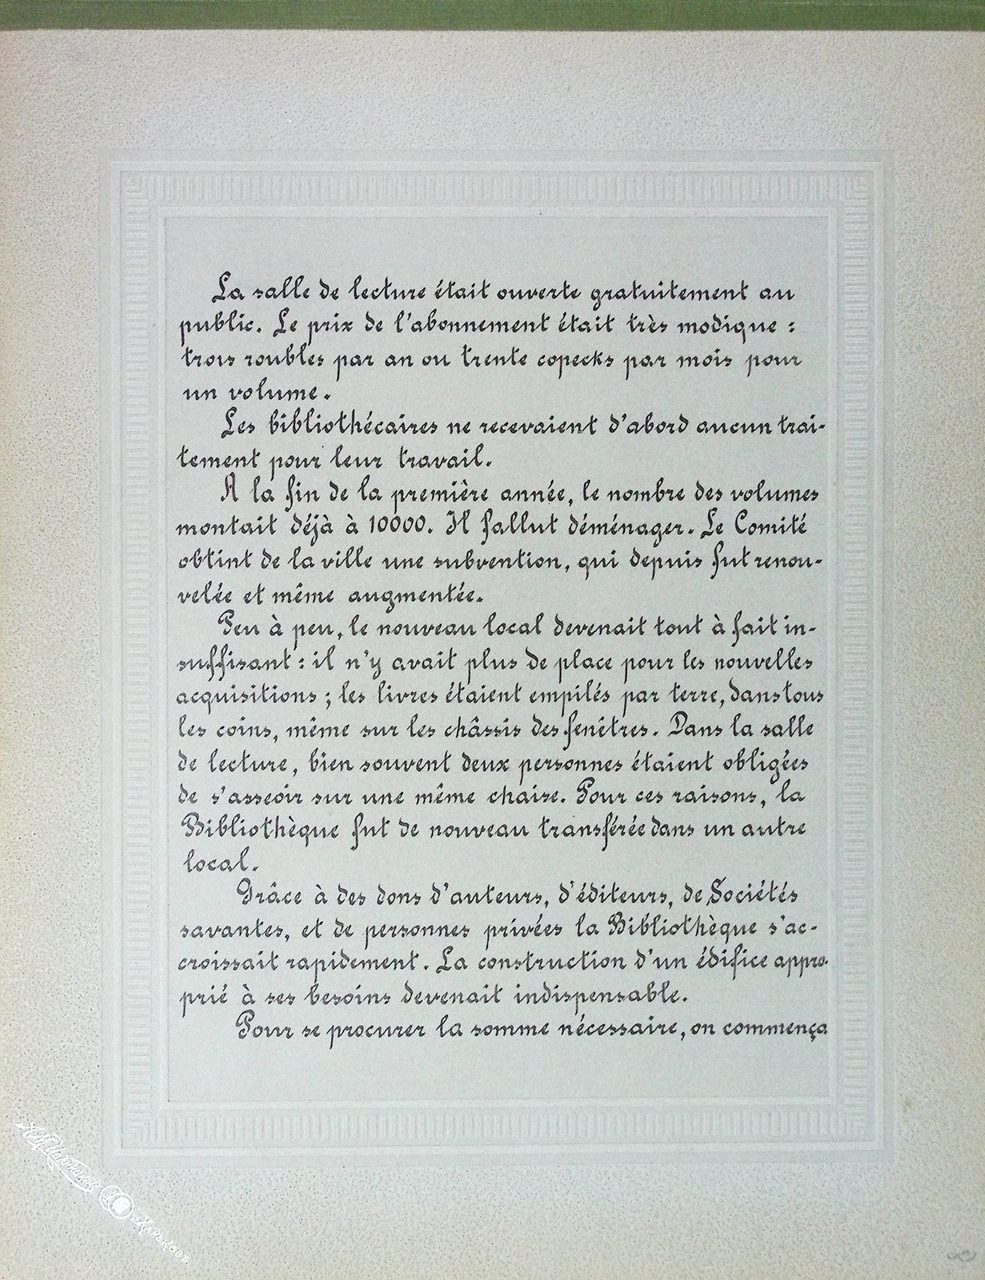 La salle de lecture était ouverte gratuitement au
public. Le prix de l'abonnement était très modique :
trois roubles par an ou trente copecks par mois pour
un volume.
Les bibliothécaires ne recevaient d'abord aucun trai-
tement pour leur travail.
A la fin de la première année, le nombre des volumes
montait déjà à 10000. Il fallut déménager. Le Comité
obtint de la ville une subvention, qui depuis fut renou-
velée et même augmentée.
Peu à peu, le nouveau local devenait tout à fait in-
suffisant : il n'y avait plus de place pour les nouvelles
acquisitions ; les livres étaient empilés par terre, dans tous
les coins, même sur les châssis des fenêtres. Dans la salle
de lecture, bien souvent deux personnes étaient obligées
de s'asseoir sur une même chaise. Pour ces raisons, la
Bibliothèque fut de nouveau transférée dans un autre
local.
Grâce à des dons d'auteurs, d'éditeurs, de Sociétés
savantes, et de personnes privées la Bibliothèque s'ac-
croissait rapidement. La construction d'un édifice appro-
prié à ses besoins devenait indispensable.
Pour se procurer la somme nécessaire, on commença